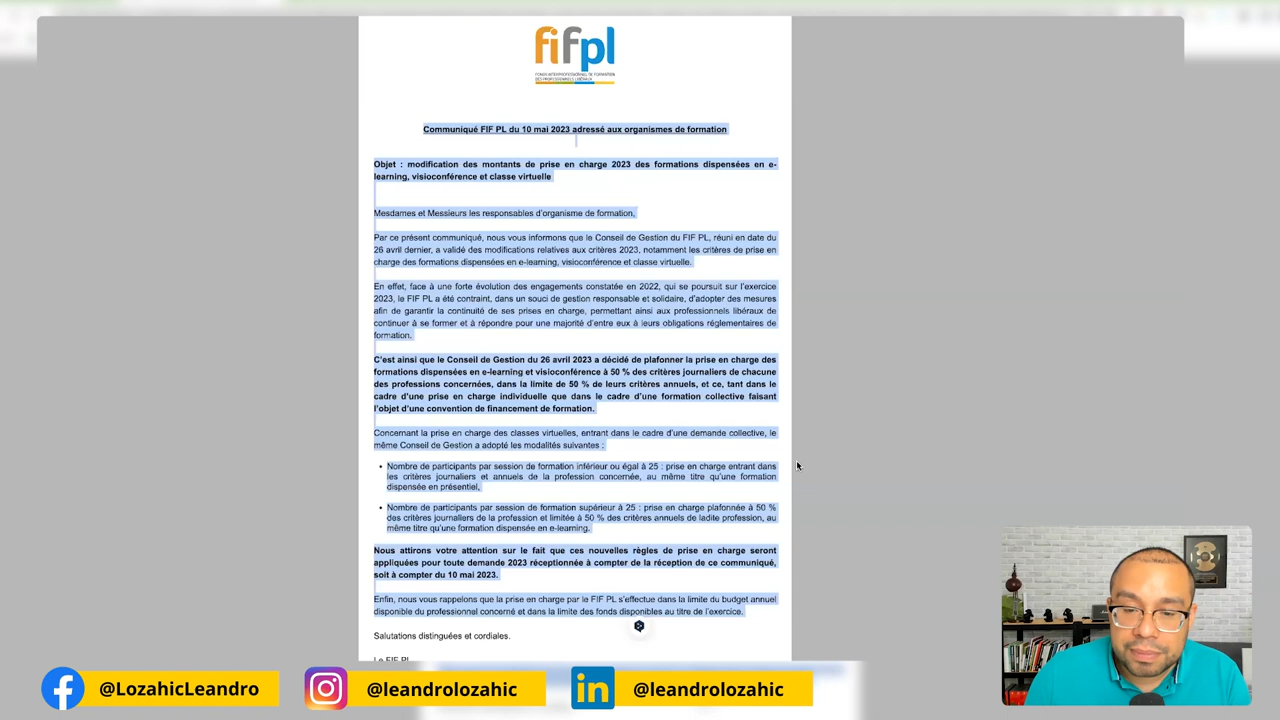 fifpl
FONDS INTERPROFESSIONNEL DE FORMATION
DES PROFESSIONNELS LIBÉRAUX
Communiqué FIF PL du 10 mai 2023 adressé aux organismes de formation
Objet : modification des montants de prise en charge 2023 des formations dispensées en e-
learning, visioconférence et classe virtuelle
Mesdames et Messieurs les responsables d'organisme de formation,
Par ce présent communiqué, nous vous informons que le Conseil de Gestion du FIF PL, réuni en date du
26 avril dernier, a validé des modifications relatives aux critères 2023, notamment les critères de prise en
charge des formations dispensées en e-learning, visioconférence et classe virtuelle.
En effet, face à une forte évolution des engagements constatée en 2022, qui se poursuit sur l'exercice
2023, le FIF PL a été contraint, dans un souci de gestion responsable et solidaire, d'adopter des mesures
afin de garantir la continuité de ses prises en charge, permettant ainsi aux professionnels libéraux de
continuer à se former et à répondre pour une majorité d'entre eux à leurs obligations réglementaires de
formation.
C'est ainsi que le Conseil de Gestion du 26 avril 2023 a décidé de plafonner la prise en charge des
formations dispensées en e-learning et visioconférence à 50 % des critères journaliers de chacune
des professions concernées, dans la limite de 50 % de leurs critères annuels, et ce, tant dans le
cadre d'une prise en charge individuelle que dans le cadre d'une formation collective faisant
l'objet d'une convention de financement de formation.
Concernant la prise en charge des classes virtuelles, entrant dans le cadre d'une demande collective, le
même Conseil de Gestion a adopté les modalités suivantes :
• Nombre de participants par session de formation inférieur ou égal à 25 : prise en charge entrant dans
les critères journaliers et annuels de la profession concernée, au même titre qu'une formation
dispensée en présentiel,
• Nombre de participants par session de formation supérieur à 25 : prise en charge plafonnée à 50 %
des critères journaliers de la profession et limitée à 50 % des critères annuels de ladite profession, au
même titre qu'une formation dispensée en e-learning.
Nous attirons votre attention sur le fait que ces nouvelles règles de prise en charge seront
appliquées pour toute demande 2023 réceptionnée à compter de la réception de ce communiqué,
soit à compter du 10 mai 2023.
Enfin, nous vous rappelons que la prise en charge par le FIF PL s'effectue dans la limite du budget annuel
disponible du professionnel concerné et dans la limite des fonds disponibles au titre de l'exercice.
Salutations distinguées et cordiales.
Le FIF PL
@LozahicLeandro
@leandrolozahic
in @leandrolozahic